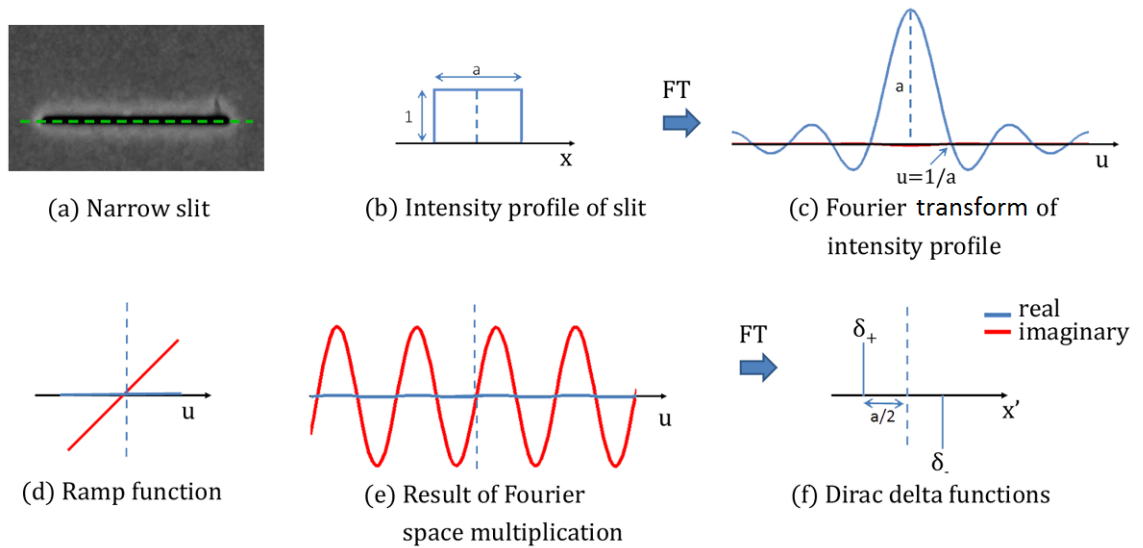 a
1
x
FT
a
u=1/a
u
(a) Narrow slit
(b) Intensity profile of slit
(c) Fourier transform of
intensity profile
u
u
FT
δ+
a/2
δ-
x’
real
imaginary
(d) Ramp function
(e) Result of Fourier
space multiplication
(f) Dirac delta functions